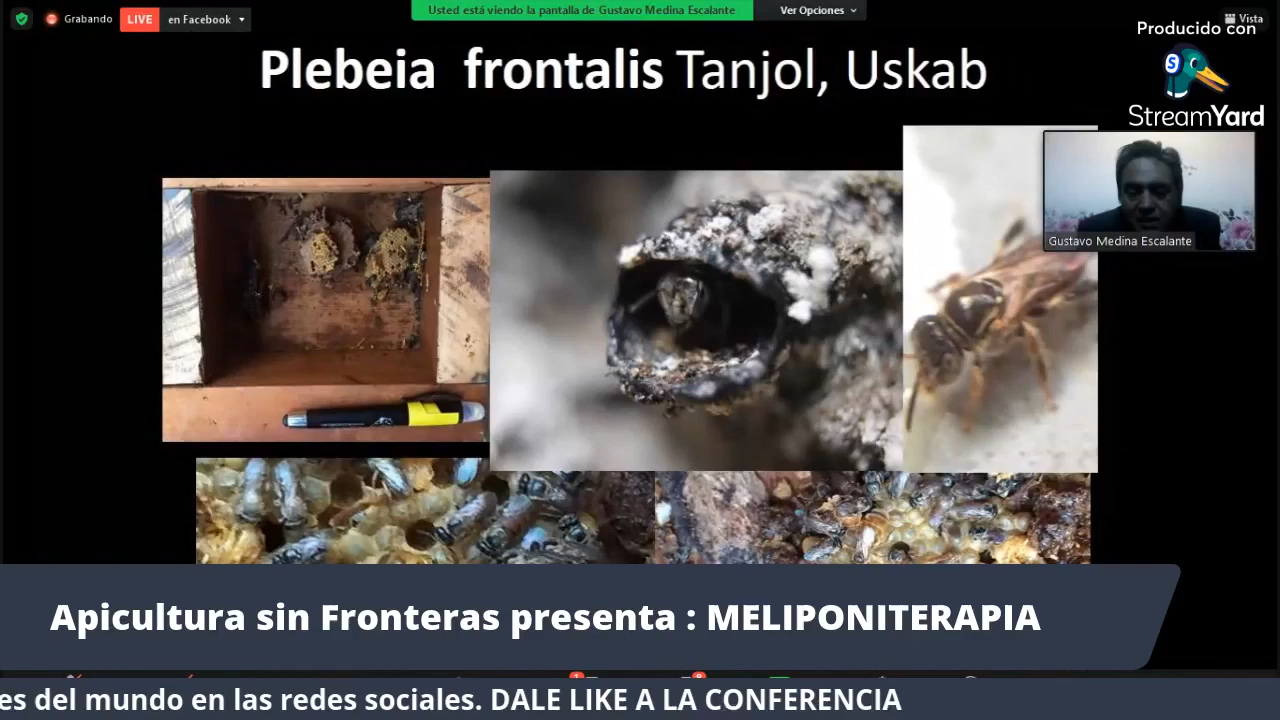 Grabando
LIVE
en Facebook
Usted está viendo la pantalla de Gustavo Medina Escalante
Ver Opciones
Vista
Producido con
StreamYard
Plebeia frontalis Tanjol, Uskab
Gustavo Medina Escalante
Apicultura sin Fronteras presenta : MELIPONITERAPIA
es del mundo en las redes sociales. DALE LIKE A LA CONFERENCIA